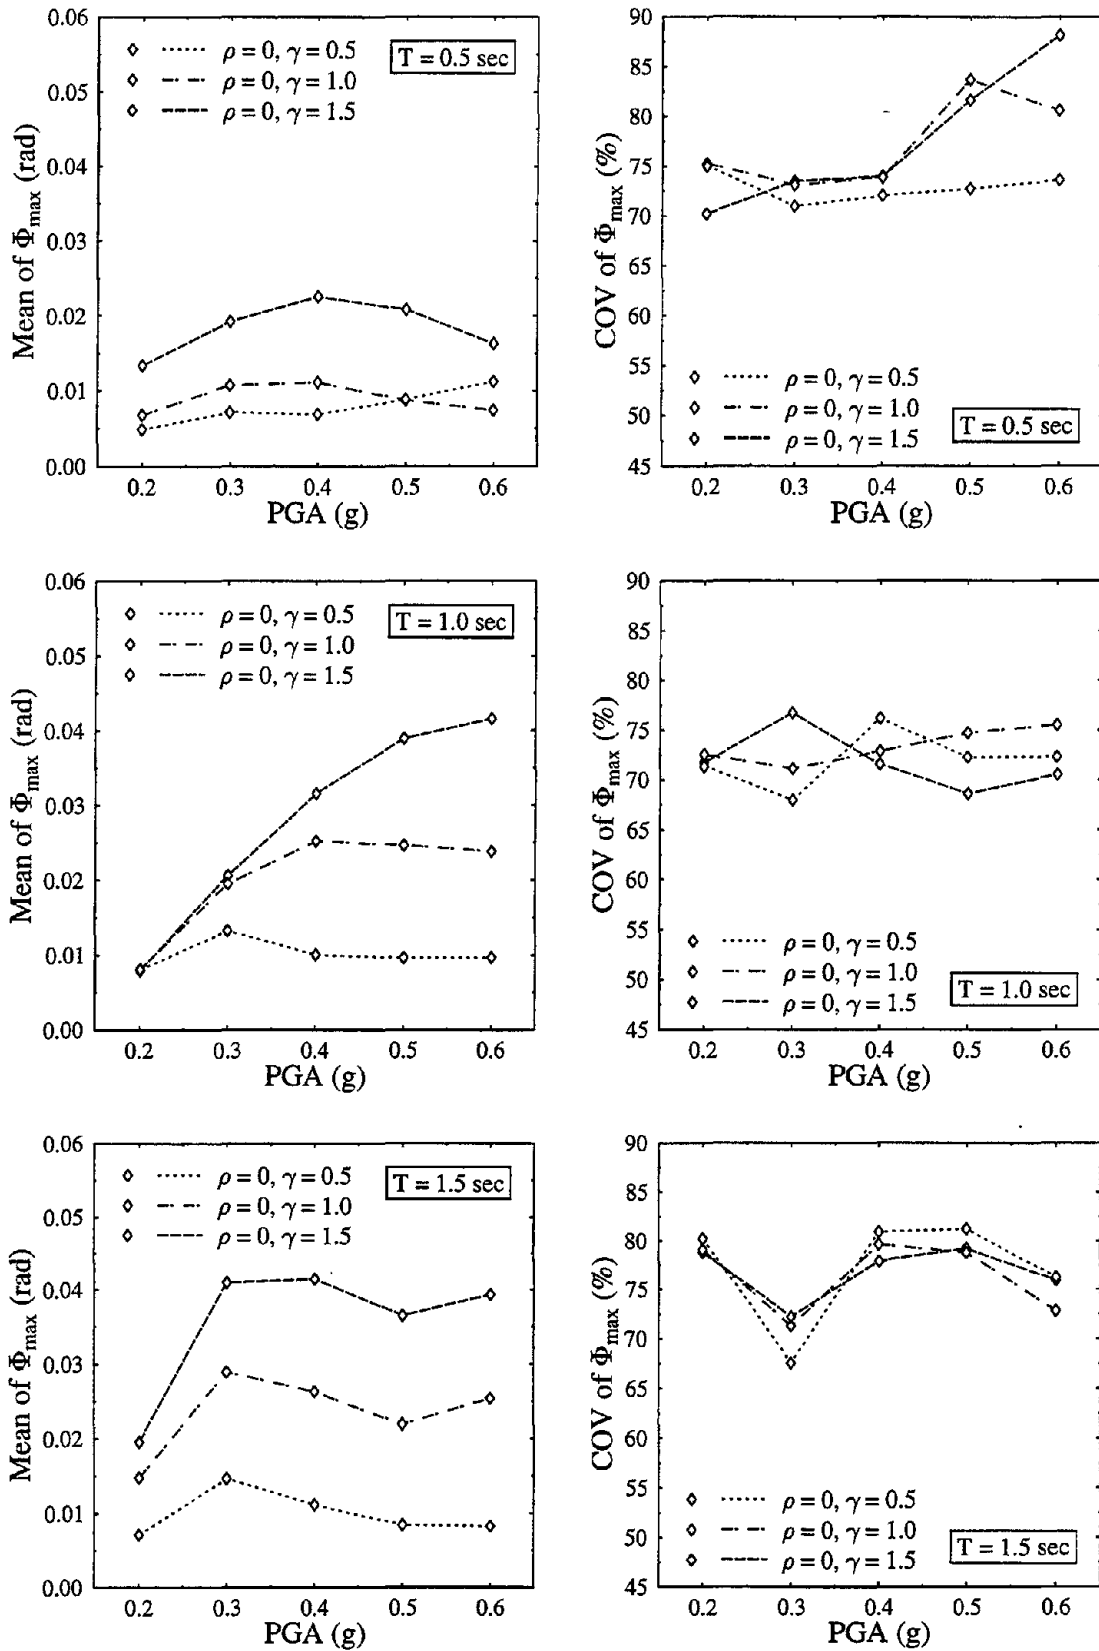 0.06
0.05
0.04
0.03
0.02
0.01
0.00
Mean of Φmax (rad)
ρ = 0, γ = 0.5
ρ = 0, γ = 1.0
ρ = 0, γ = 1.5
T = 0.5 sec
0.2 0.3 0.4 0.5 0.6
PGA (g)
90
85
80
75
70
65
60
55
50
45
COV of Φmax (%)
ρ = 0, γ = 0.5
ρ = 0, γ = 1.0
ρ = 0, γ = 1.5
T = 0.5 sec
0.2 0.3 0.4 0.5 0.6
PGA (g)
0.06
0.05
0.04
0.03
0.02
0.01
0.00
Mean of Φmax (rad)
ρ = 0, γ = 0.5
ρ = 0, γ = 1.0
ρ = 0, γ = 1.5
T = 1.0 sec
0.2 0.3 0.4 0.5 0.6
PGA (g)
90
85
80
75
70
65
60
55
50
45
COV of Φmax (%)
ρ = 0, γ = 0.5
ρ = 0, γ = 1.0
ρ = 0, γ = 1.5
T = 1.0 sec
0.2 0.3 0.4 0.5 0.6
PGA (g)
0.06
0.05
0.04
0.03
0.02
0.01
0.00
Mean of Φmax (rad)
ρ = 0, γ = 0.5
ρ = 0, γ = 1.0
ρ = 0, γ = 1.5
T = 1.5 sec
0.2 0.3 0.4 0.5 0.6
PGA (g)
90
85
80
75
70
65
60
55
50
45
COV of Φmax (%)
ρ = 0, γ = 0.5
ρ = 0, γ = 1.0
ρ = 0, γ = 1.5
T = 1.5 sec
0.2 0.3 0.4 0.5 0.6
PGA (g)